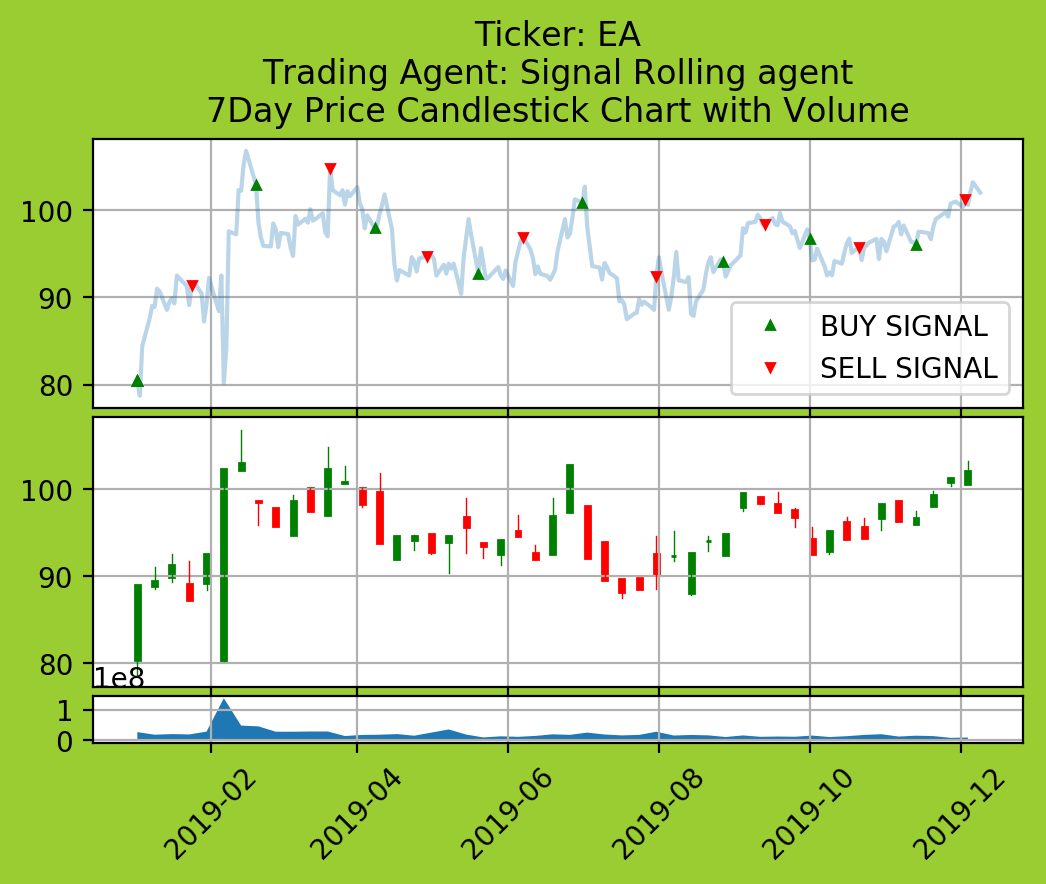 Ticker: EA
Trading Agent: Signal Rolling agent
7Day Price Candlestick Chart with Volume
100
90
80
BUY SIGNAL
SELL SIGNAL
100
90
80
1e8
1
0
2019-02
2019-04
2019-06
2019-08
2019-10
2019-12